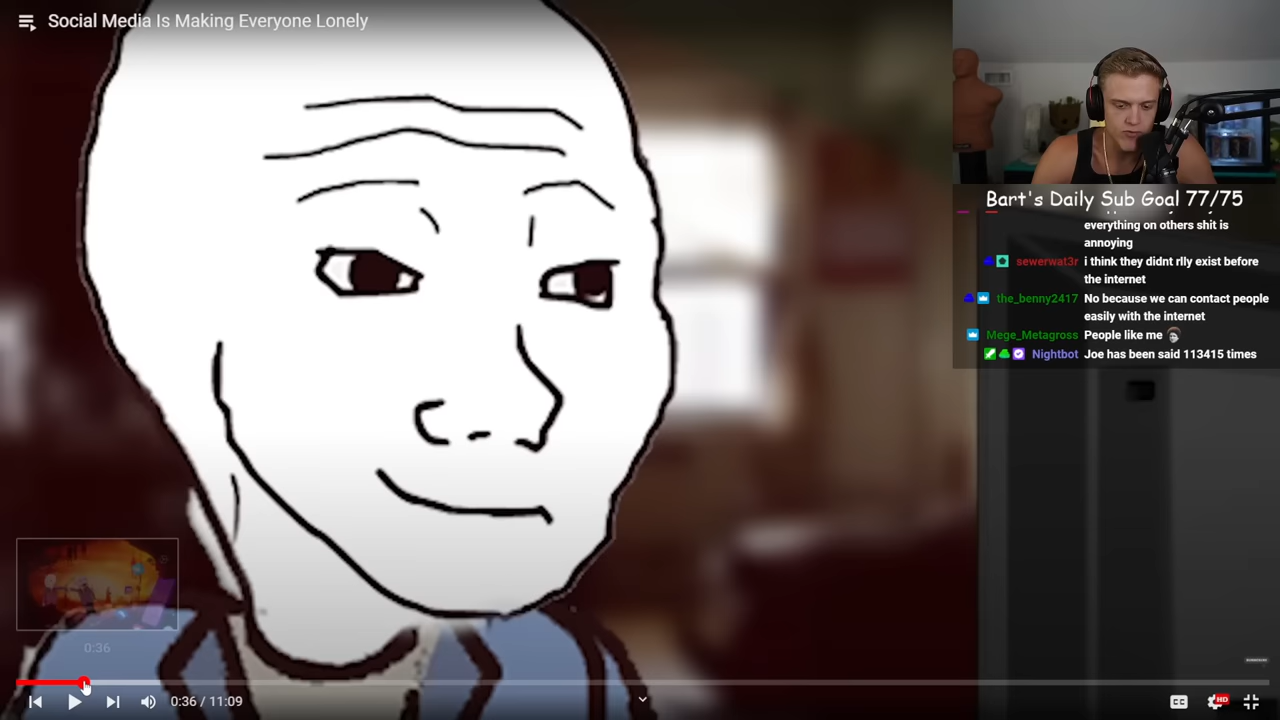 Social Media Is Making Everyone Lonely
Bart's Daily Sub Goal 77/75
everything on others shit is
annoying
sewerwat3r i think they didnt rlly exist before
the internet
the_benny2417 No because we can contact people
easily with the internet
Mege_Metagross People like me
Nightbot Joe has been said 113415 times
0:36
0:36 / 11:09
CC
HD